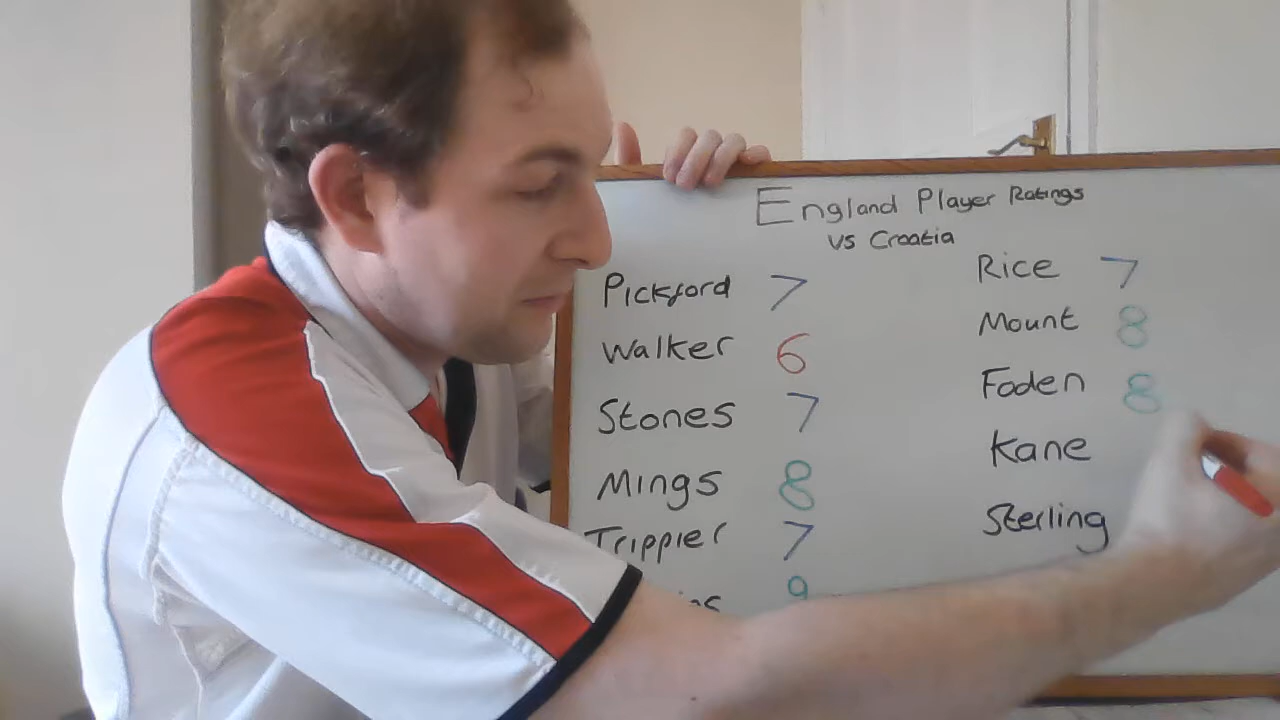 England Player Ratings
vs Croatia
Pickford 7
Walker 6
Stones 7
Mings 8
Trippier 7
9
Rice 7
Mount 8
Foden 8
Kane
Sterling